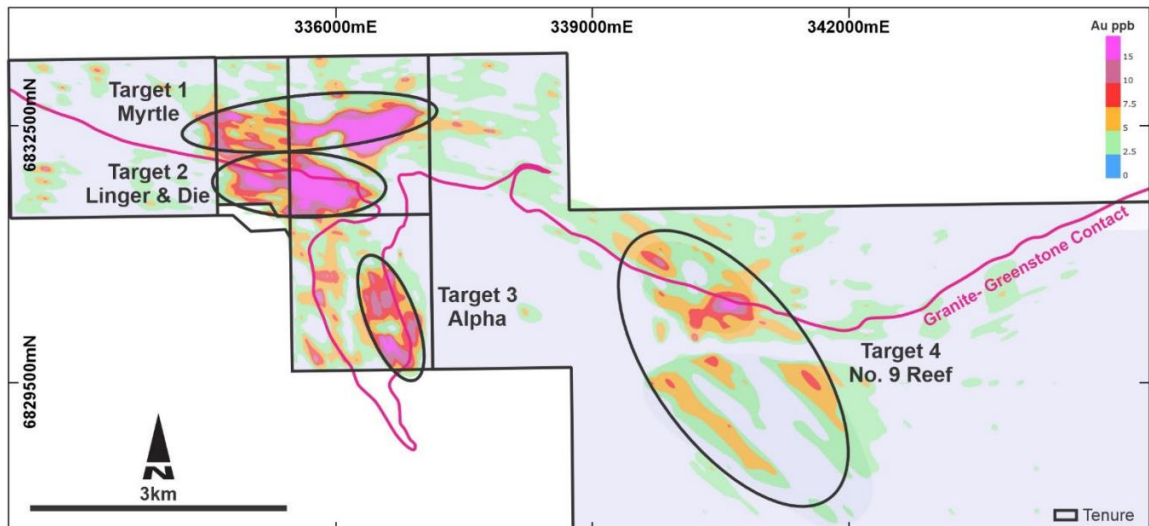 336000mE
339000mE
342000mE
Au ppb
15
10
7.5
5
2.5
0
6832500mN
6829500mN
Target 1
Myrtle
Target 2
Linger & Die
Target 3
Alpha
Target 4
No. 9 Reef
Granite- Greenstone Contact
N
3km
Tenure